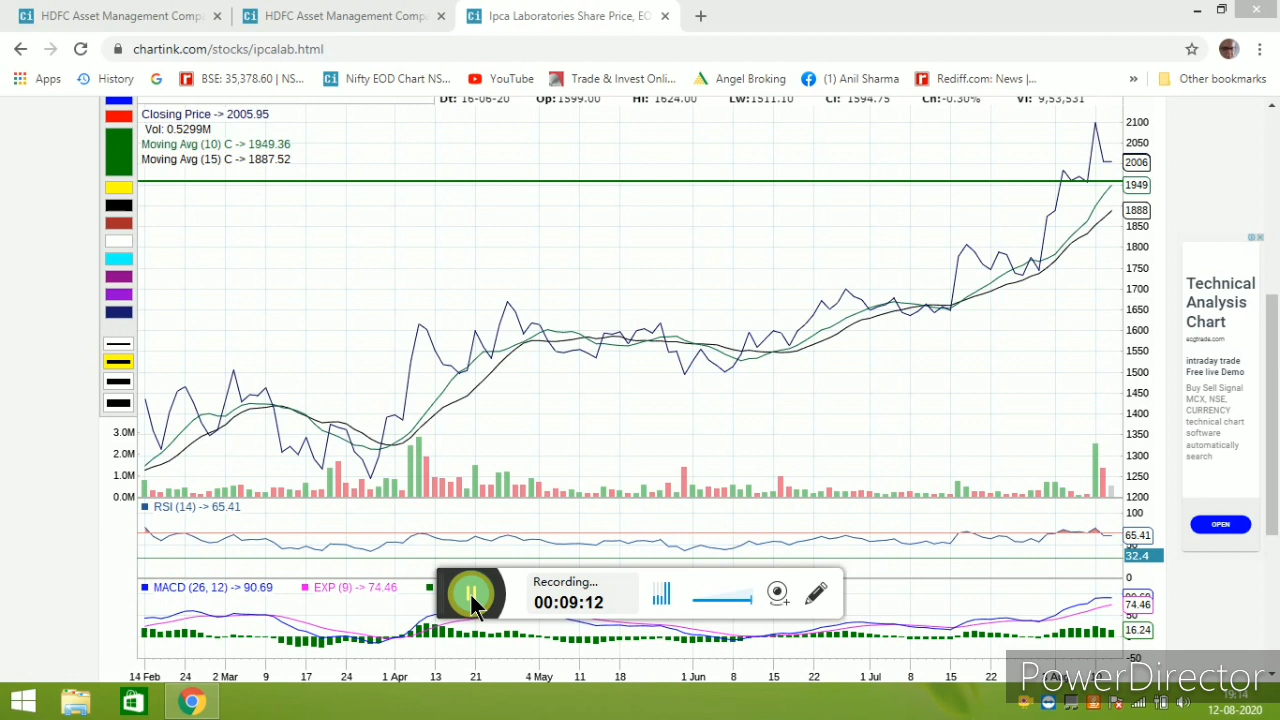 HDFC Asset Management Comp
HDFC Asset Management Comp
Ipca Laboratories Share Price, EO
chartink.com/stocks/ipcalab.html
Apps
History
BSE: 35,378.60 | NS...
Nifty EOD Chart NS...
YouTube
Trade & Invest Onli...
Angel Broking
(1) Anil Sharma
Rediff.com: News |...
»
Other bookmarks
Dt: 16-06-20 Op:1599.00 Hi: 1624.00 Lw:1511.10 Cl: 1594.75 Ch:-0.30% Vl: 9,53,531
Closing Price -> 2005.95
Vol: 0.5299M
Moving Avg (10) C -> 1949.36
Moving Avg (15) C -> 1887.52
2100
2050
2006
1949
1888
1850
1800
1750
1700
1650
1600
1550
1500
1450
1400
1350
1300
1250
1200
3.0M
2.0M
1.0M
0.0M
RSI (14) -> 65.41
100
65.41
32.4
0
MACD (26, 12) -> 90.69
EXP (9) -> 74.46
74.46
50
16.24
-50
14 Feb 24 2 Mar 9 16 24 1 Apr 13 21 4 May 11 18 1 Jun 8 15 22 1 Jul 8 15 22
Technical
Analysis
Chart
ecgtrade.com
intraday trade
Free live Demo
Buy Sell Signal
MCX, NSE,
CURRENCY
technical chart
software
automatically
search
OPEN
Recording...
00:09:12
PowerDirector
19:14
12-08-2020